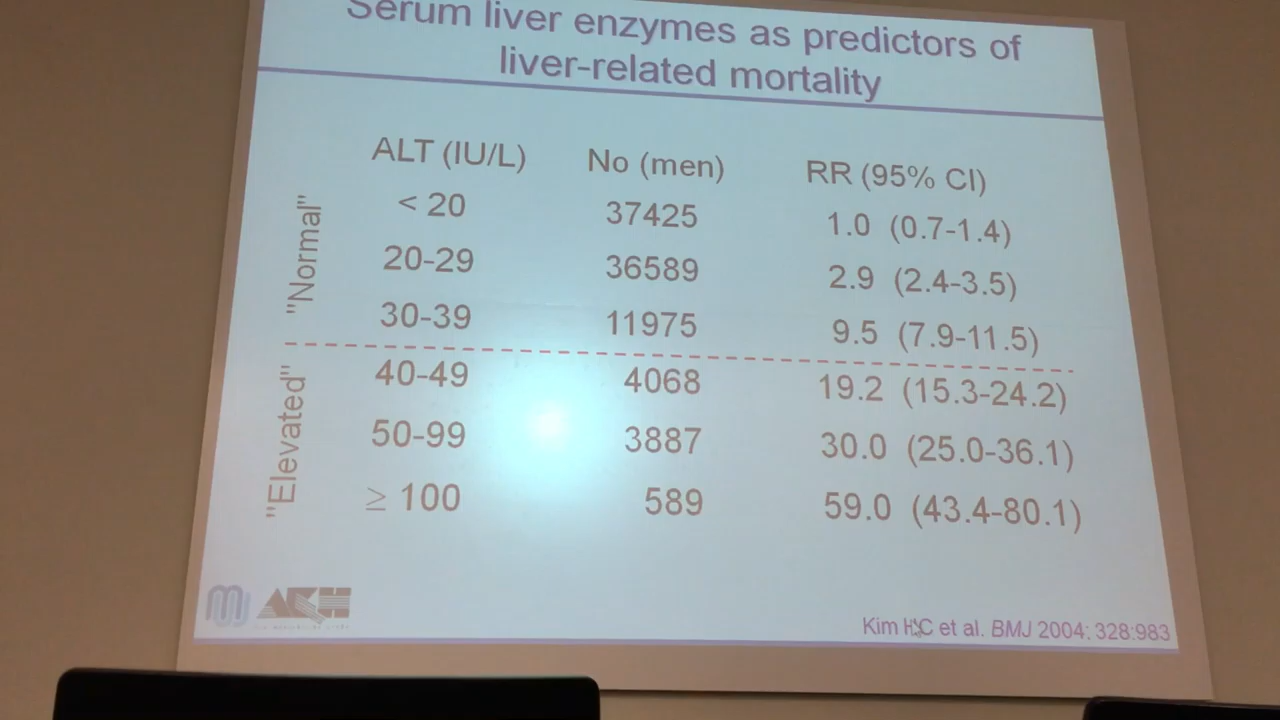 Serum liver enzymes as predictors of
liver-related mortality
ALT (IU/L) No (men) RR (95% CI)
"Normal"
< 20 37425 1.0 (0.7-1.4)
20-29 36589 2.9 (2.4-3.5)
30-39 11975 9.5 (7.9-11.5)
"Elevated"
40-49 4068 19.2 (15.3-24.2)
50-99 3887 30.0 (25.0-36.1)
≥ 100 589 59.0 (43.4-80.1)
AKH
Kim HC et al. BMJ 2004; 328:983